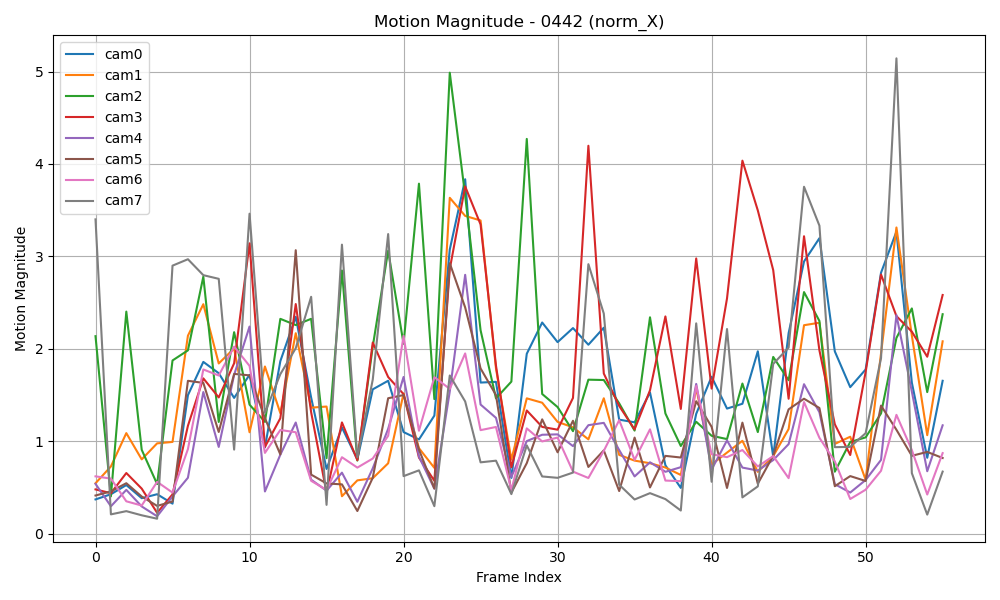 Motion Magnitude - 0442 (norm_X)
cam0
cam1
cam2
cam3
cam4
cam5
cam6
cam7
Motion Magnitude
5
4
3
2
1
0
0 10 20 30 40 50
Frame Index